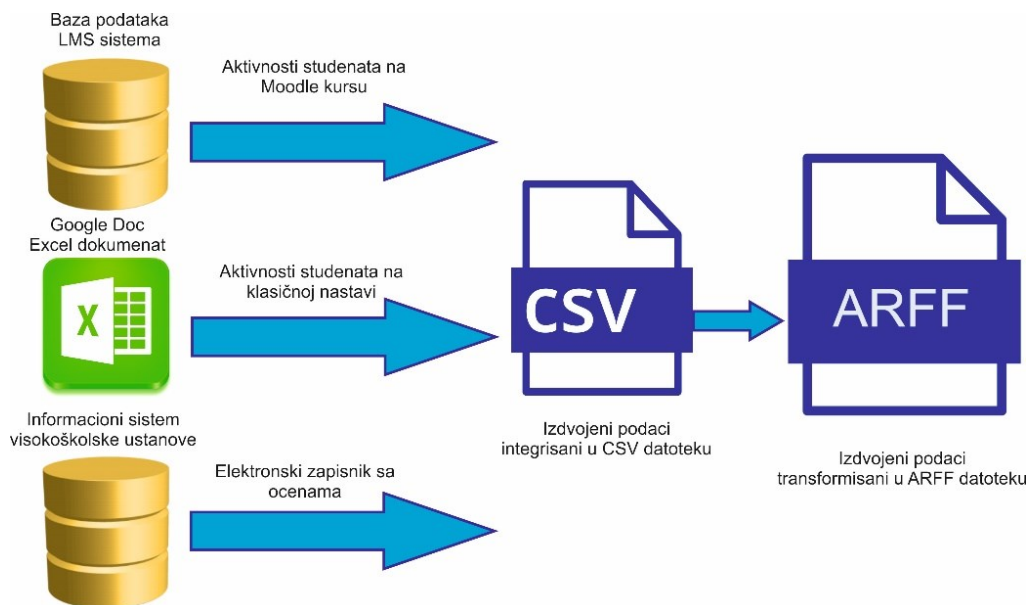 Baza podataka
LMS sistema
Aktivnosti studenata na
Moodle kursu
Google Doc
Excel dokumenat
X
Aktivnosti studenata na
klasičnoj nastavi
Informacioni sistem
visokoškolske ustanove
Elektronski zapisnik sa
ocenama
CSV
Izdvojeni podaci
integrisani u CSV datoteku
ARFF
Izdvojeni podaci
transformisani u ARFF datoteku